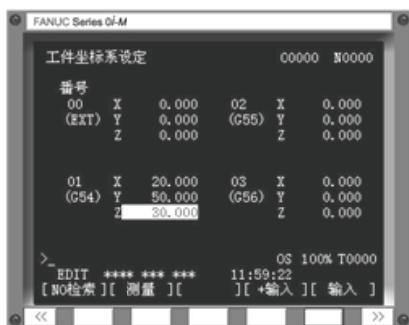 FANUC Series 0i-M
工件坐标系设定 O0000 N0000
番号
00 X 0.000 02 X 0.000
(EXT) Y 0.000 (G55) Y 0.000
Z 0.000 Z 0.000
01 X 20.000 03 X 0.000
(G54) Y 50.000 (G56) Y 0.000
Z 30.000 Z 0.000
>_ OS 100% T0000
EDIT **** *** *** 11:59:22
[NO检索][ 测量 ][ ][ +输入 ][ 输入 ]
<< >>